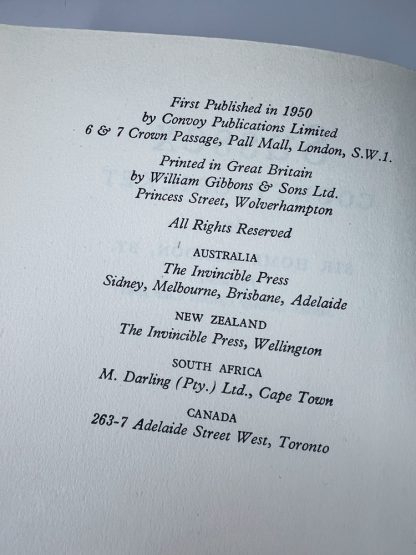 First Published in 1950
by Convoy Publications Limited
6 & 7 Crown Passage, Pall Mall, London, S.W.1.
Printed in Great Britain
by William Gibbons & Sons Ltd.
Princess Street, Wolverhampton
All Rights Reserved
AUSTRALIA
The Invincible Press
Sidney, Melbourne, Brisbane, Adelaide
NEW ZEALAND
The Invincible Press, Wellington
SOUTH AFRICA
M. Darling (Pty.) Ltd., Cape Town
CANADA
263-7 Adelaide Street West, Toronto